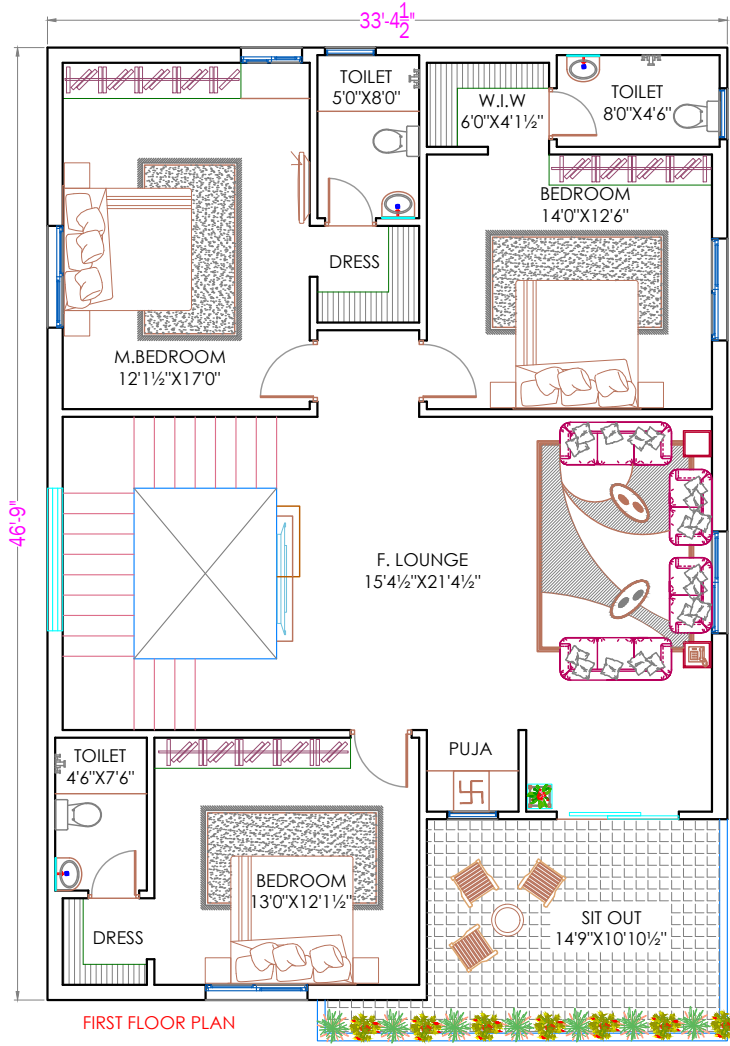 33'-4½"
TOILET
5'0"X8'0"
W.I.W
6'0"X4'1½"
TOILET
8'0"X4'6"
BEDROOM
14'0"X12'6"
DRESS
M.BEDROOM
12'1½"X17'0"
46'-9"
F. LOUNGE
15'4½"X21'4½"
TOILET
4'6"X7'6"
PUJA
BEDROOM
13'0"X12'1½"
DRESS
SIT OUT
14'9"X10'10½"
FIRST FLOOR PLAN